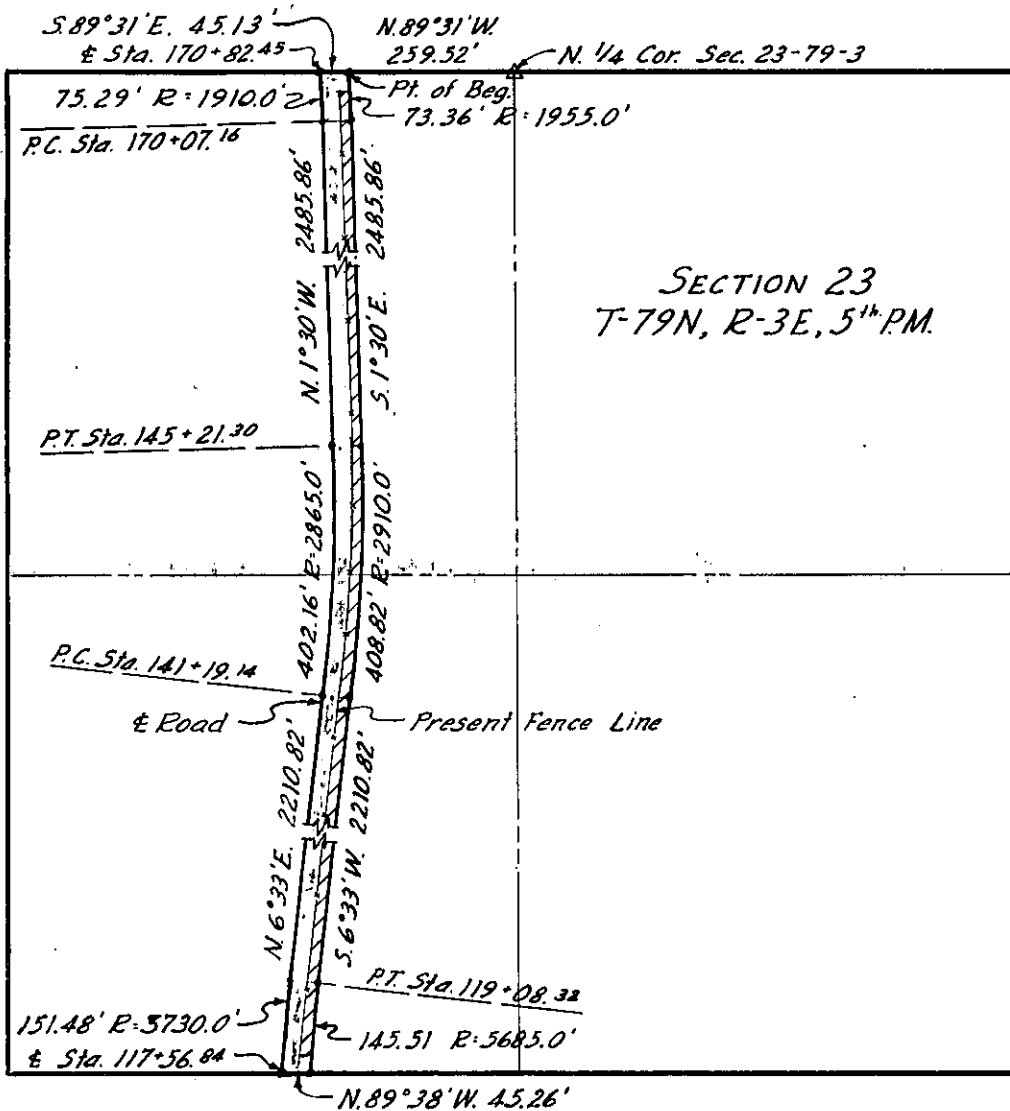 S.89°31'E. 45.13'
N.89°31'W.
259.52'
℄ Sta. 170+82.45
N. 1/4 Cor. Sec. 23-79-3
75.29' R=1910.0'
Pt. of Beg.
73.36' R=1955.0'
P.C. Sta. 170+07.16
N. 1°30'W. 2485.86'
S. 1°30'E. 2485.86'
SECTION 23
T-79N, R-3E, 5th P.M.
P.T. Sta. 145+21.30
402.16' R=2865.0'
408.82' R=2910.0'
P.C. Sta. 141+19.14
℄ Road
Present Fence Line
N.6°33'E. 2210.82'
S.6°33'W. 2210.82'
P.T. Sta. 119+08.32
151.48' R=5730.0'
145.51 R=5685.0'
℄ Sta. 117+56.84
N.89°38'W. 45.26'